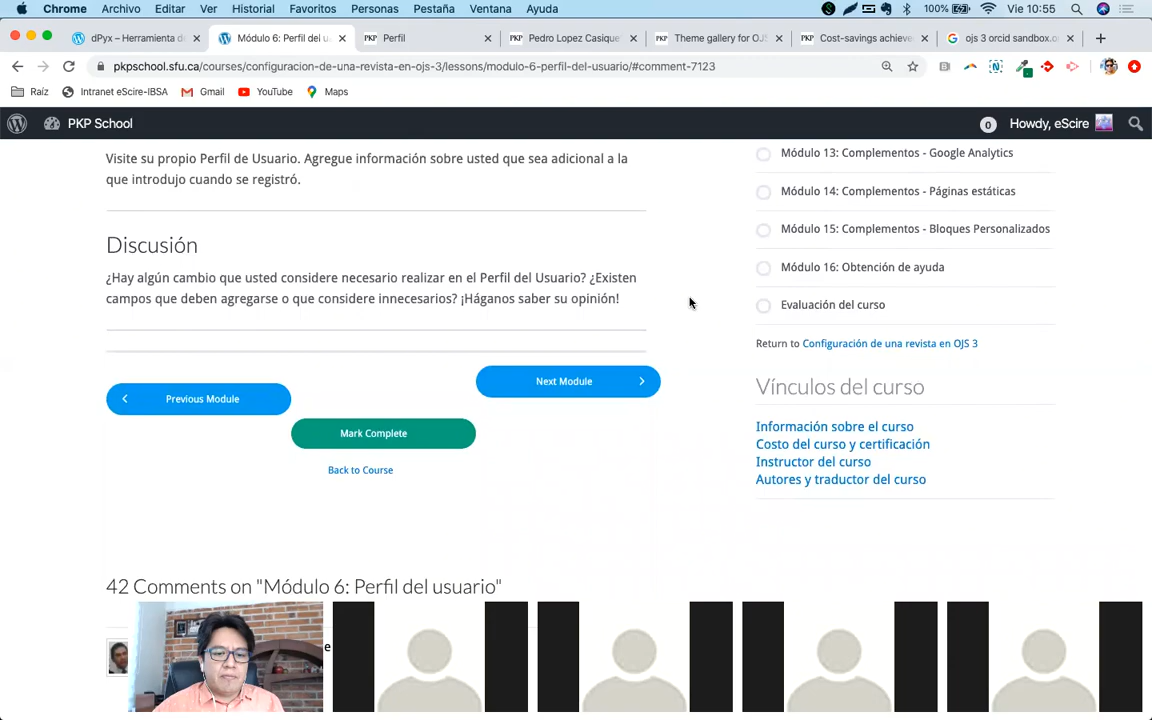 Chrome Archivo Editar Ver Historial Favoritos Personas Pestaña Ventana Ayuda 100% Vie 10:55
dPyx – Herramienta de Módulo 6: Perfil del u Perfil Pedro Lopez Casique Theme gallery for OJS Cost-savings achieve ojs 3 orcid sandbox.o
pkpschool.sfu.ca/courses/configuracion-de-una-revista-en-ojs-3/lessons/modulo-6-perfil-del-usuario/#comment-7123
Raíz Intranet eScire-IBSA Gmail YouTube Maps
PKP School 0 Howdy, eScire
Visite su propio Perfil de Usuario. Agregue información sobre usted que sea adicional a la
que introdujo cuando se registró.
Discusión
¿Hay algún cambio que usted considere necesario realizar en el Perfil del Usuario? ¿Existen
campos que deben agregarse o que considere innecesarios? ¡Háganos saber su opinión!
Previous Module
Next Module
Mark Complete
Back to Course
42 Comments on "Módulo 6: Perfil del usuario"
Módulo 13: Complementos - Google Analytics
Módulo 14: Complementos - Páginas estáticas
Módulo 15: Complementos - Bloques Personalizados
Módulo 16: Obtención de ayuda
Evaluación del curso
Return to Configuración de una revista en OJS 3
Vínculos del curso
Información sobre el curso
Costo del curso y certificación
Instructor del curso
Autores y traductor del curso